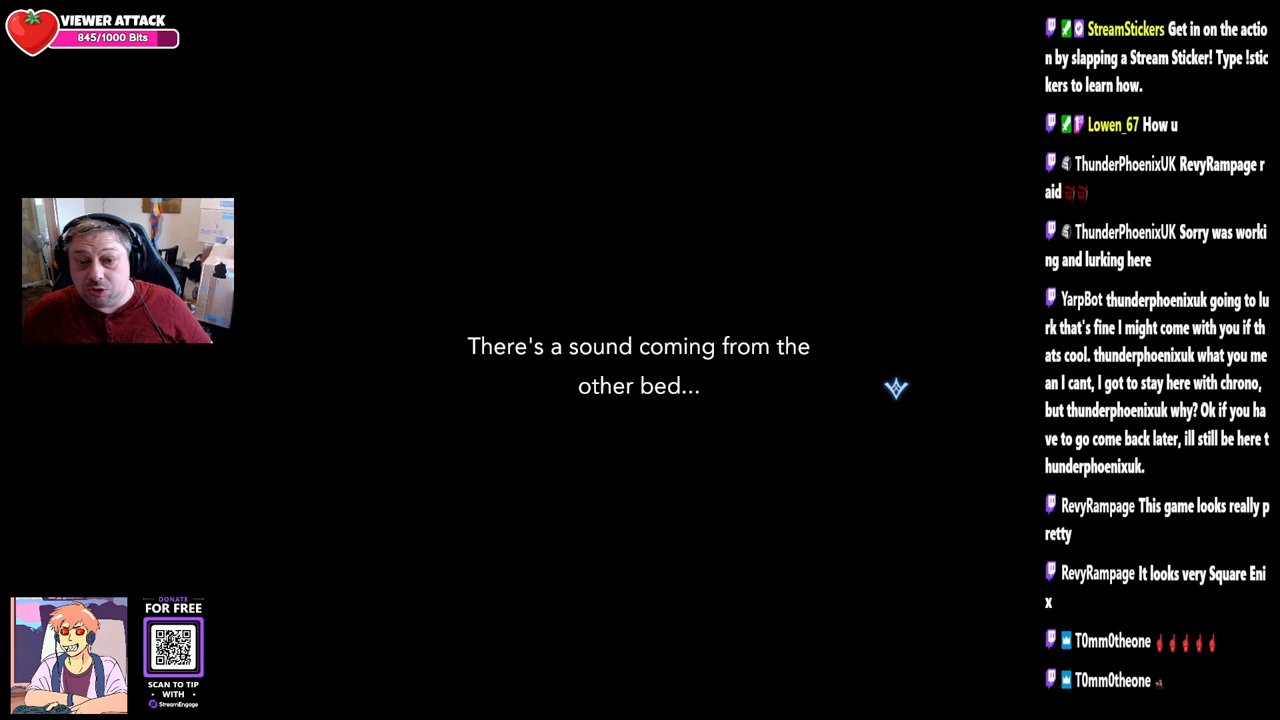 VIEWER ATTACK
845/1000 Bits
There's a sound coming from the
other bed...
DONATE
FOR FREE
SCAN TO TIP
WITH
StreamEngage
StreamStickers Get in on the actio
n by slapping a Stream Sticker! Type !stic
kers to learn how.
Lowen_67 How u
ThunderPhoenixUK RevyRampage r
aid
ThunderPhoenixUK Sorry was worki
ng and lurking here
YarpBot thunderphoenixuk going to lu
rk that's fine I might come with you if th
ats cool. thunderphoenixuk what you me
an I cant, I got to stay here with chrono,
but thunderphoenixuk why? Ok if you ha
ve to go come back later, ill still be here t
hunderphoenixuk.
RevyRampage This game looks really p
retty
RevyRampage It looks very Square Eni
x
T0mm0theone
T0mm0theone